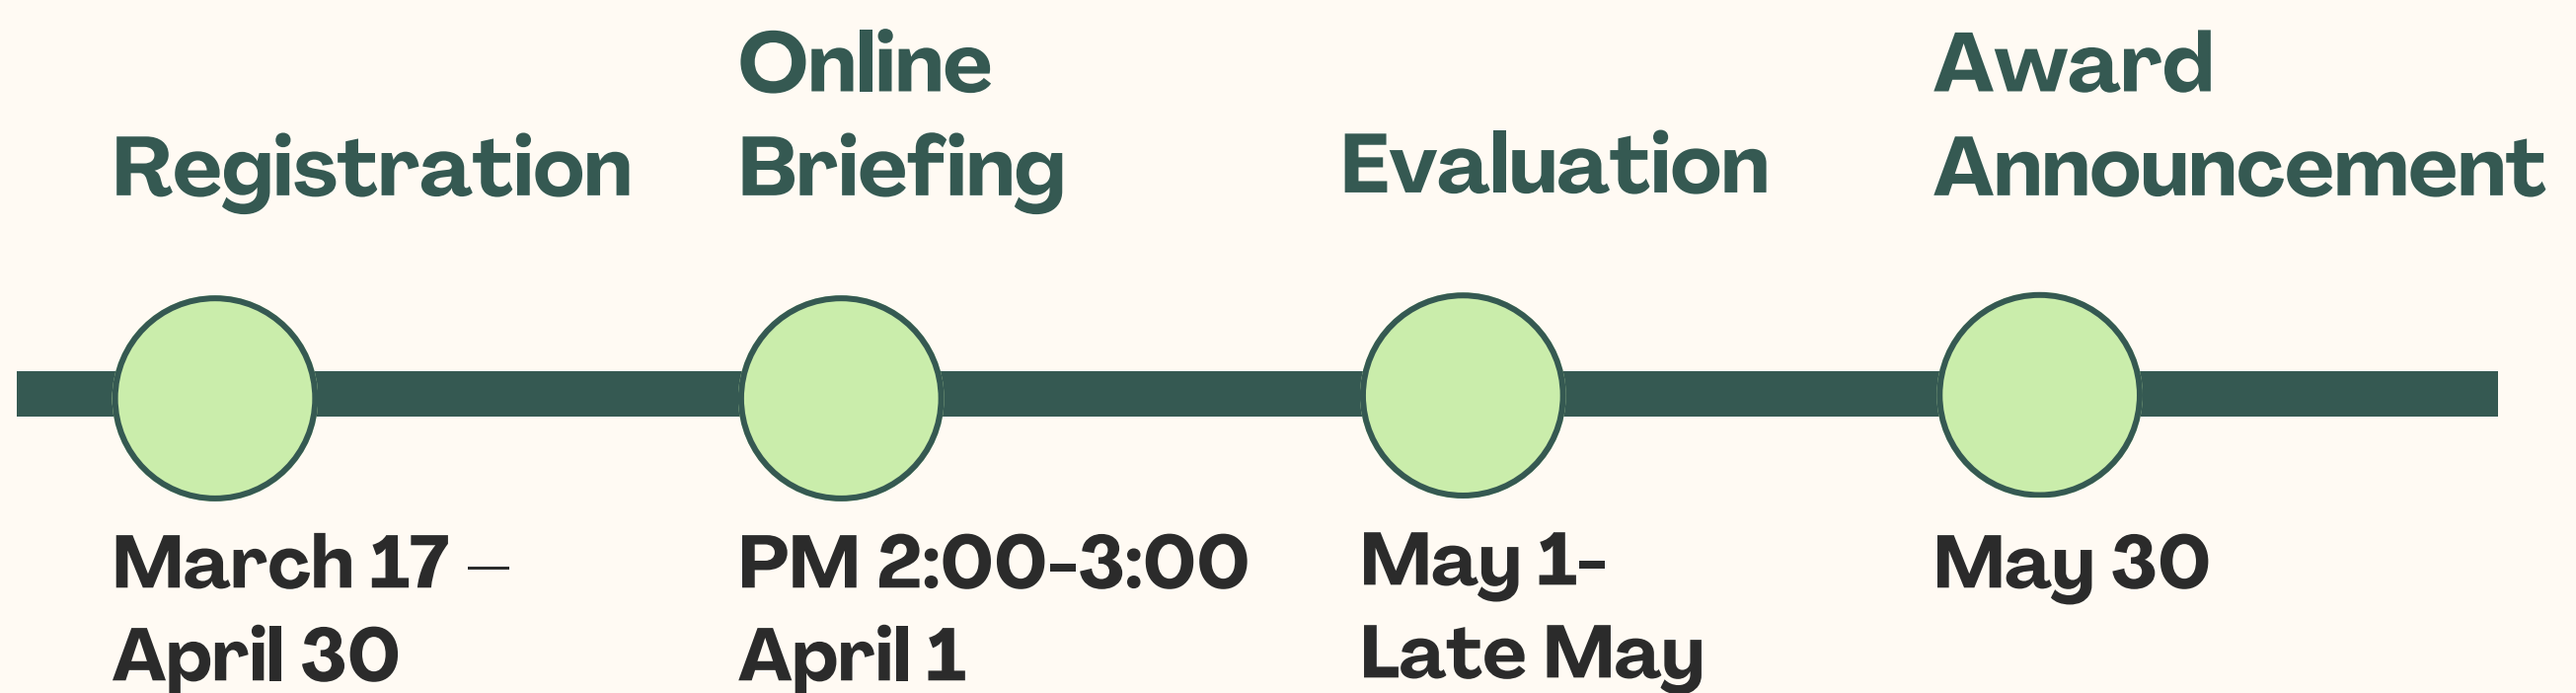 Registration
March 17 —
April 30
Online
Briefing
PM 2:00-3:00
April 1
Evaluation
May 1-
Late May
Award
Announcement
May 30